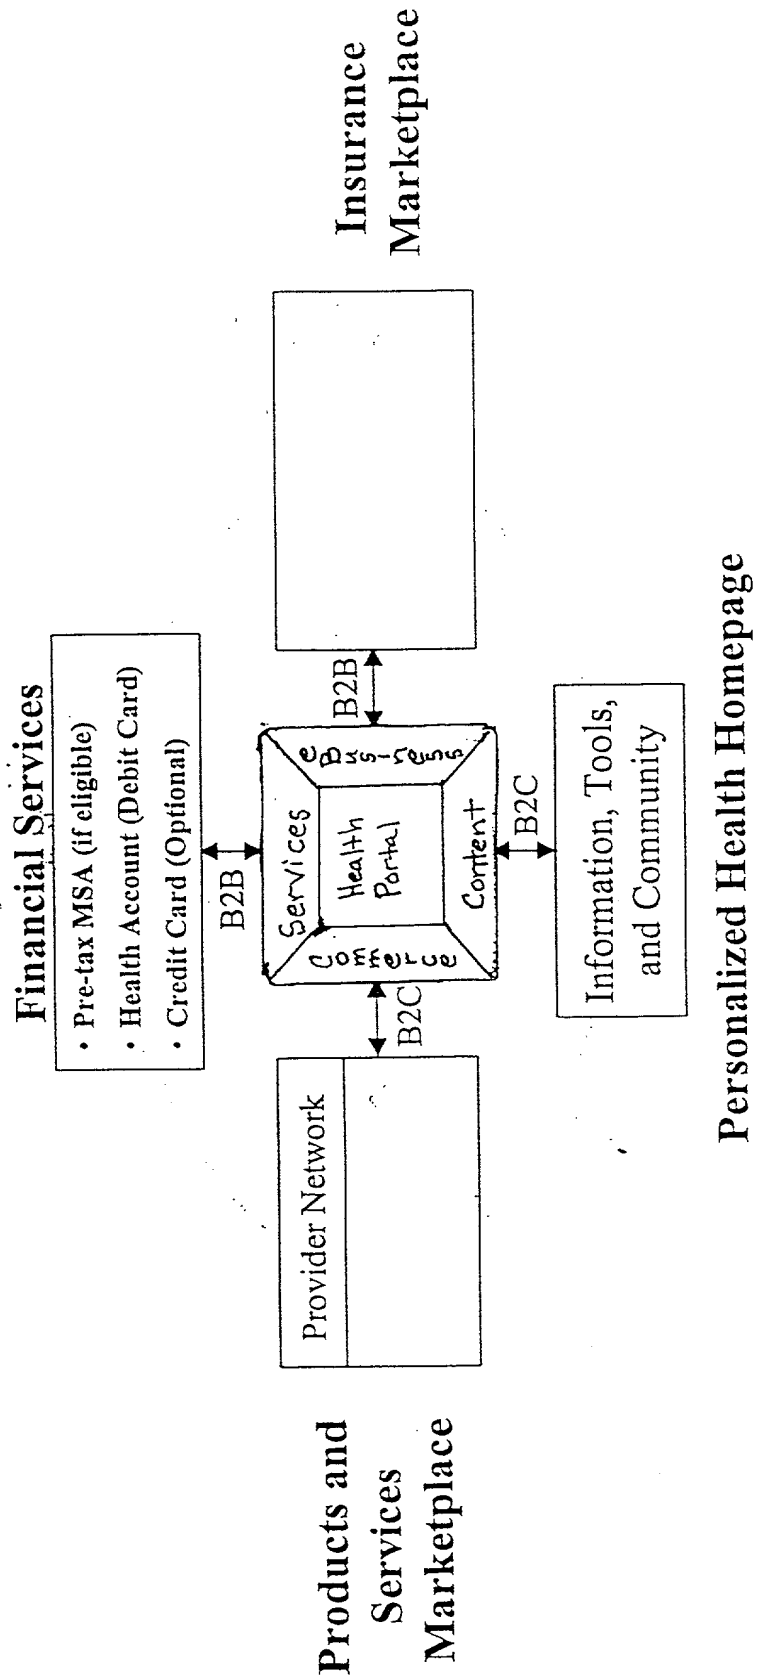 Financial Services
• Pre-tax MSA (if eligible)
• Health Account (Debit Card)
• Credit Card (Optional)
B2B
Products and
Services
Marketplace
Provider Network
B2C
Services
Commerce
Health
Portal
eBusiness
Content
B2B
Insurance
Marketplace
B2C
Information, Tools,
and Community
Personalized Health Homepage